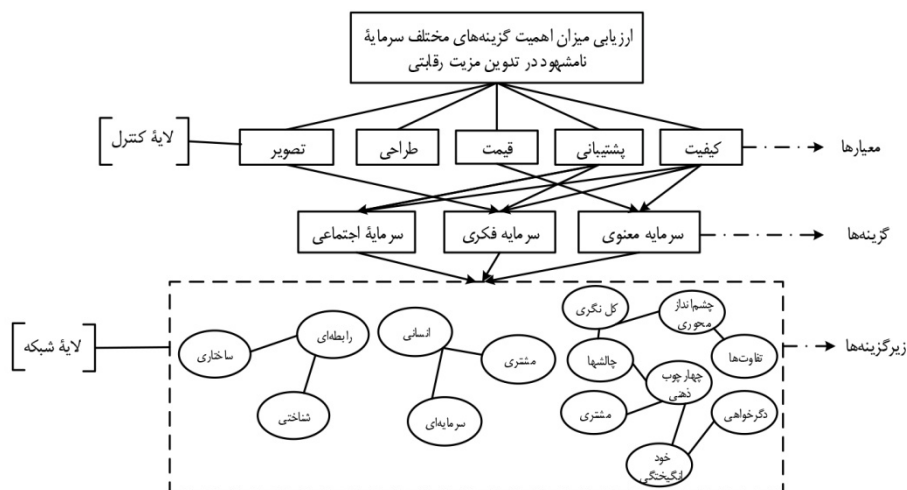 ارزیابی میزان اهمیت گزینه‌های مختلف سرمایهٔ
نامشهود در تدوین مزیت رقابتی
معیارها
کیفیت
پشتیبانی
قیمت
طراحی
تصویر
لایهٔ کنترل
گزینه‌ها
سرمایه معنوی
سرمایه فکری
سرمایهٔ اجتماعی
زیرگزینه‌ها
چشم‌انداز
محوری
کل نگری
تفاوت‌ها
چالشها
چهارچوب
ذهنی
دگرخواهی
مشتری
خود
انگیختگی
انسانی
مشتری
سرمایه‌ای
رابطه‌ای
ساختاری
شناختی
لایهٔ شبکه